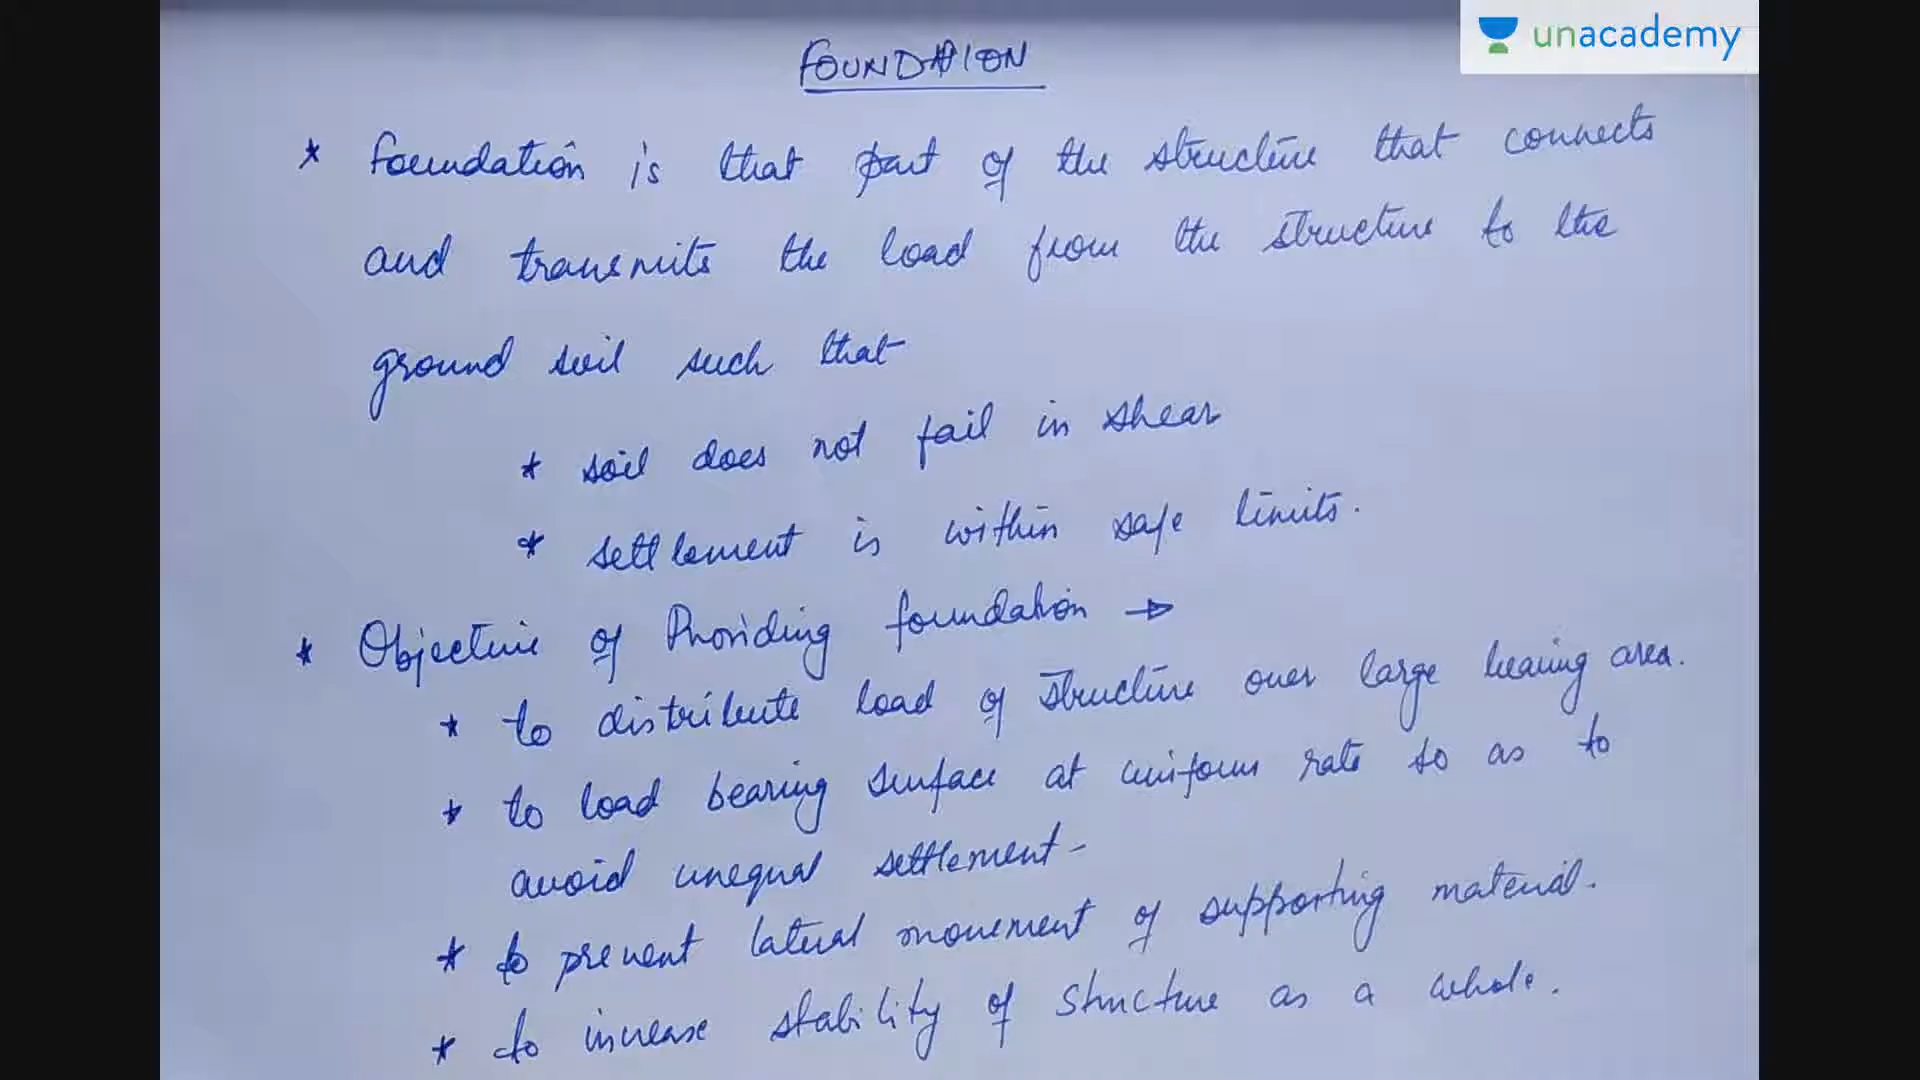 unacademy
FOUNDATION
* Foundation is that part of the structure that connects
and transmits the load from the structure to the
ground soil such that
* soil does not fail in shear
* settlement is within safe limits.
* Objective of Providing foundation →
* to distribute load of structure over large bearing area.
* to load bearing surface at uniform rate so as to
avoid unequal settlement-
* to prevent lateral movement of supporting material.
* to increase stability of structure as a whole.